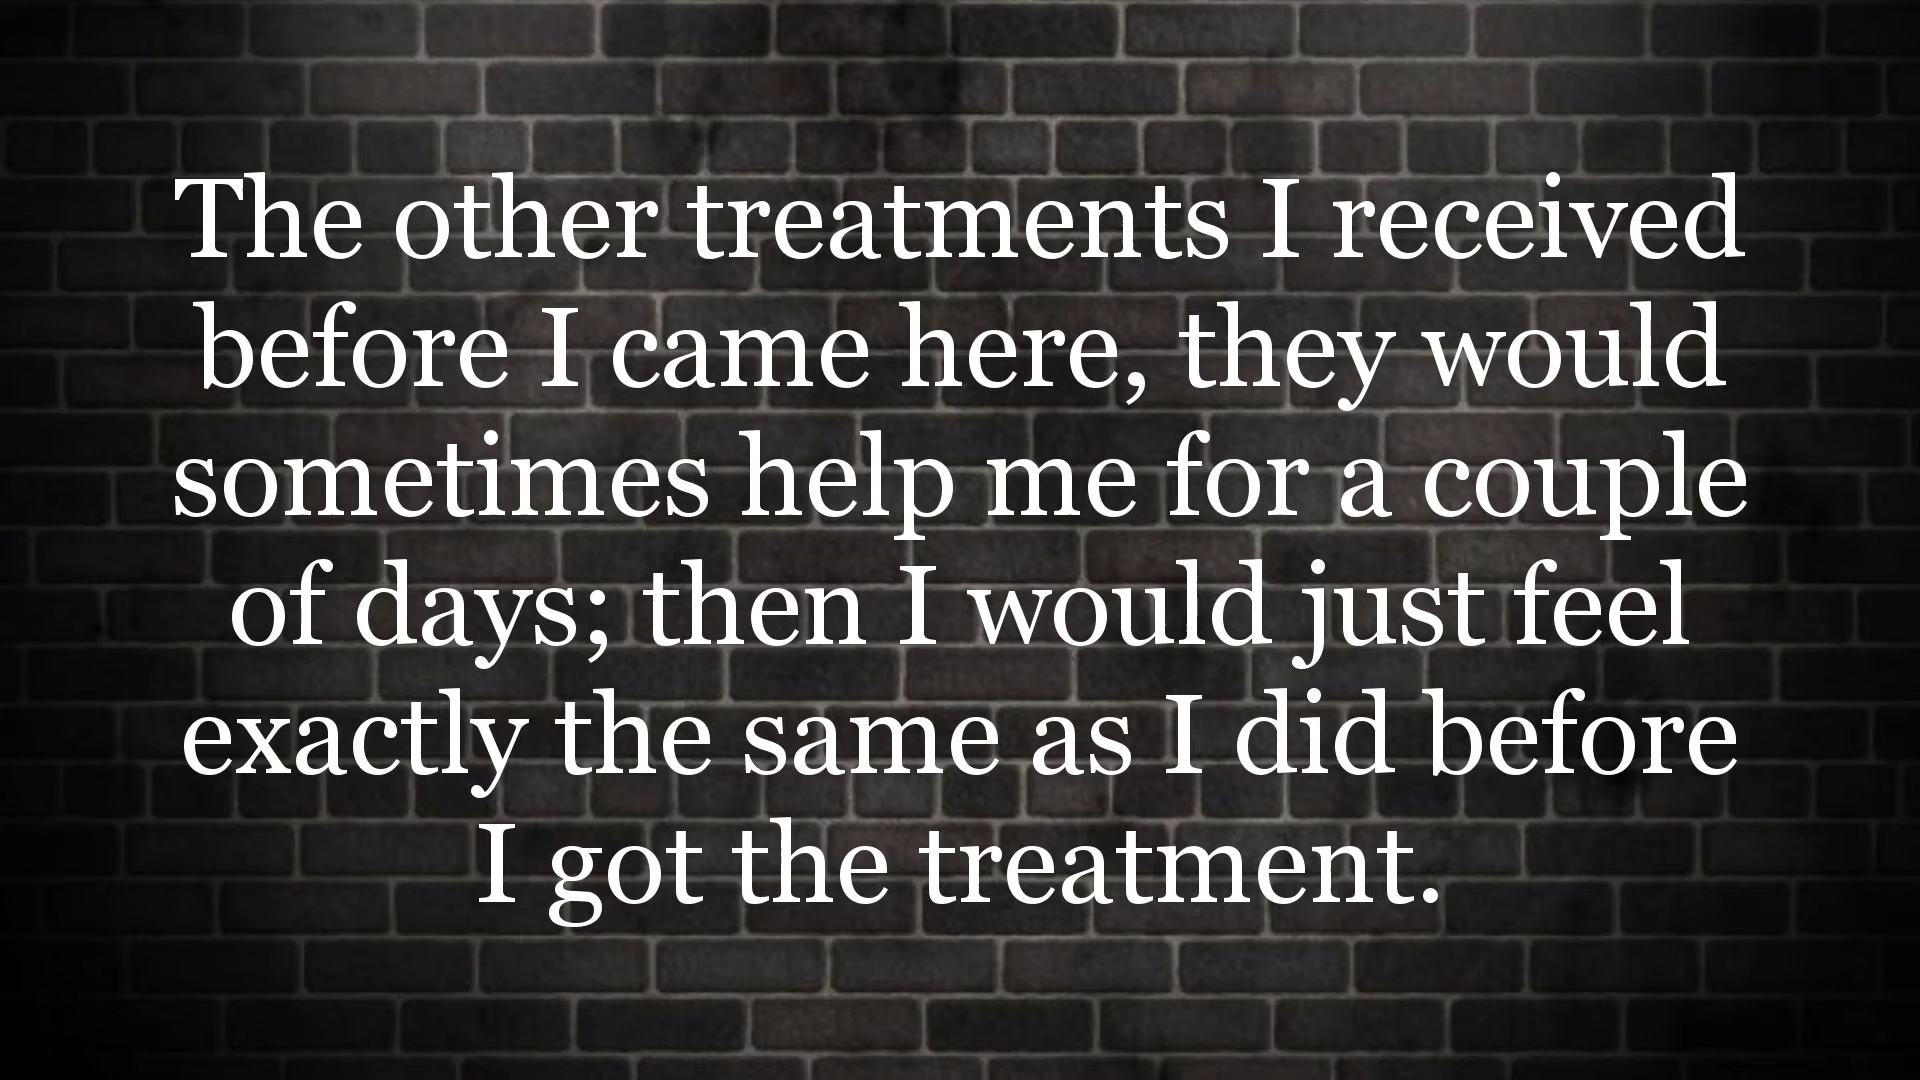 The other treatments I received
before I came here, they would
sometimes help me for a couple
of days; then I would just feel
exactly the same as I did before
I got the treatment.